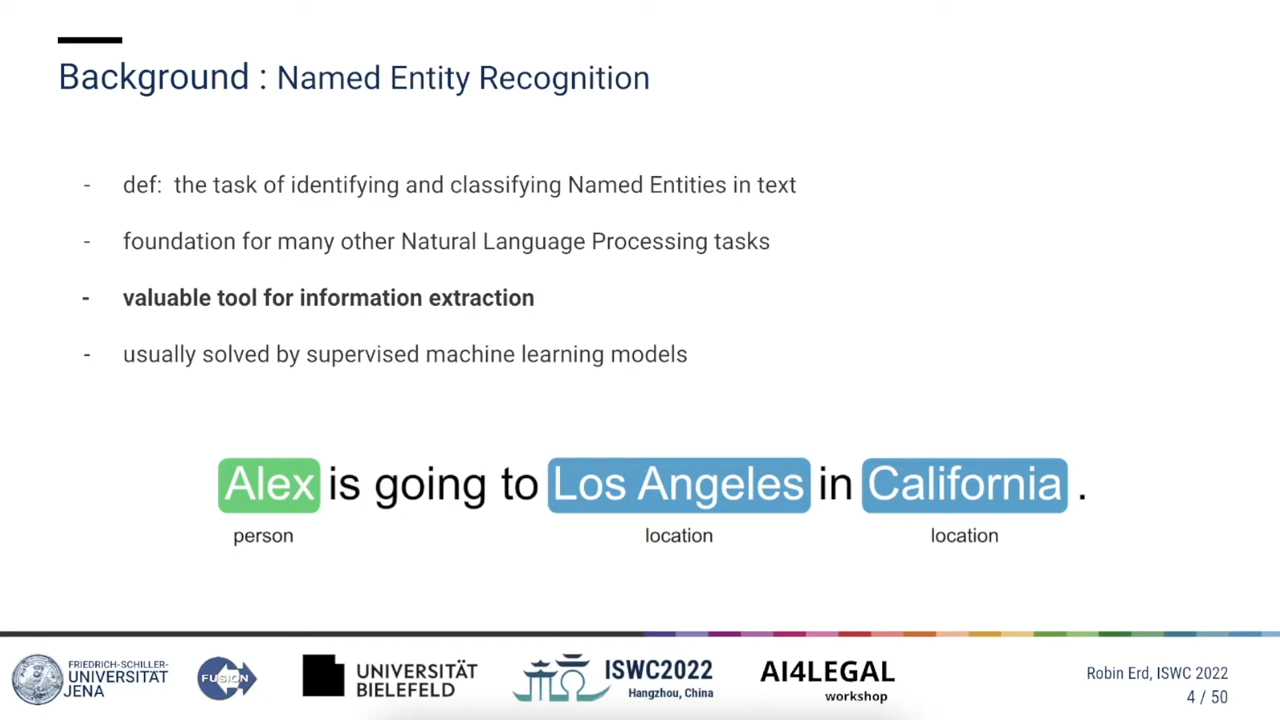 Background : Named Entity Recognition
- def: the task of identifying and classifying Named Entities in text
- foundation for many other Natural Language Processing tasks
- valuable tool for information extraction
- usually solved by supervised machine learning models
Alex is going to Los Angeles in California .
person location location
FRIEDRICH-SCHILLER-
UNIVERSITÄT
JENA
FUSION
UNIVERSITÄT
BIELEFELD
ISWC2022
Hangzhou, China
AI4LEGAL
workshop
Robin Erd, ISWC 2022
4 / 50